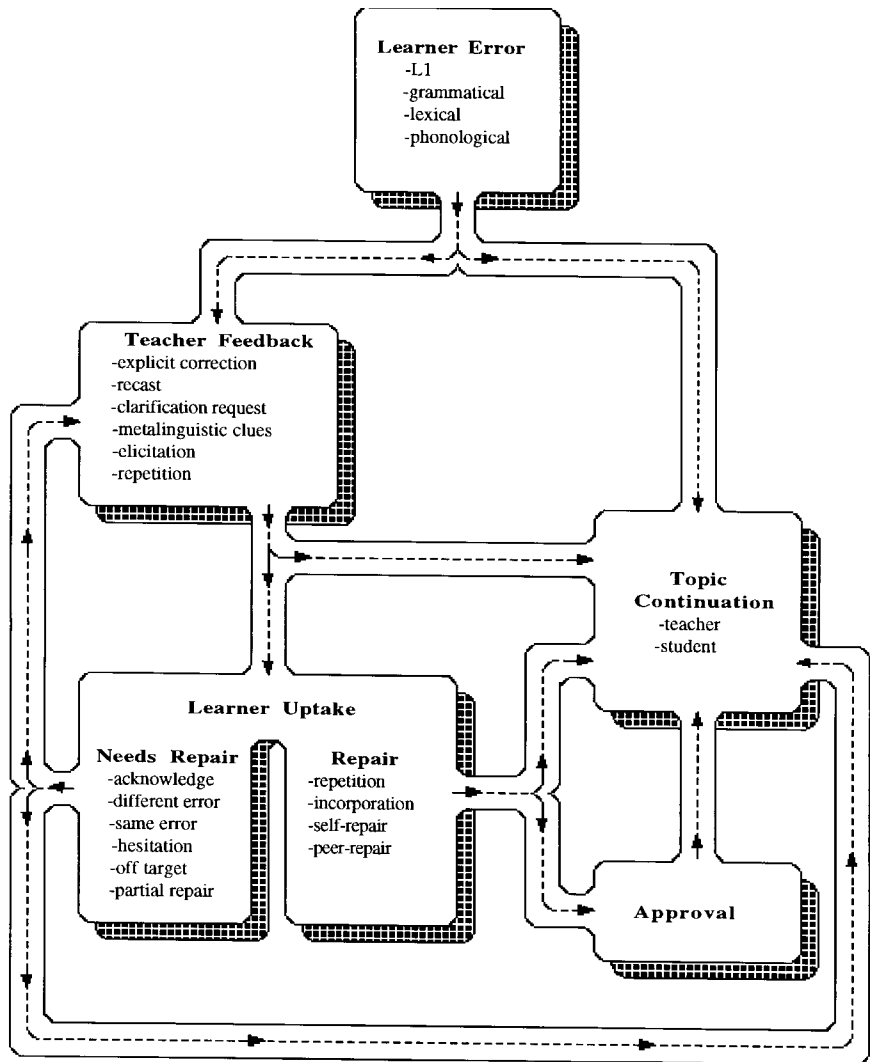 Learner Error
-L1
-grammatical
-lexical
-phonological
Teacher Feedback
-explicit correction
-recast
-clarification request
-metalinguistic clues
-elicitation
-repetition
Topic
Continuation
-teacher
-student
Learner Uptake
Needs Repair
-acknowledge
-different error
-same error
-hesitation
-off target
-partial repair
Repair
-repetition
-incorporation
-self-repair
-peer-repair
Approval